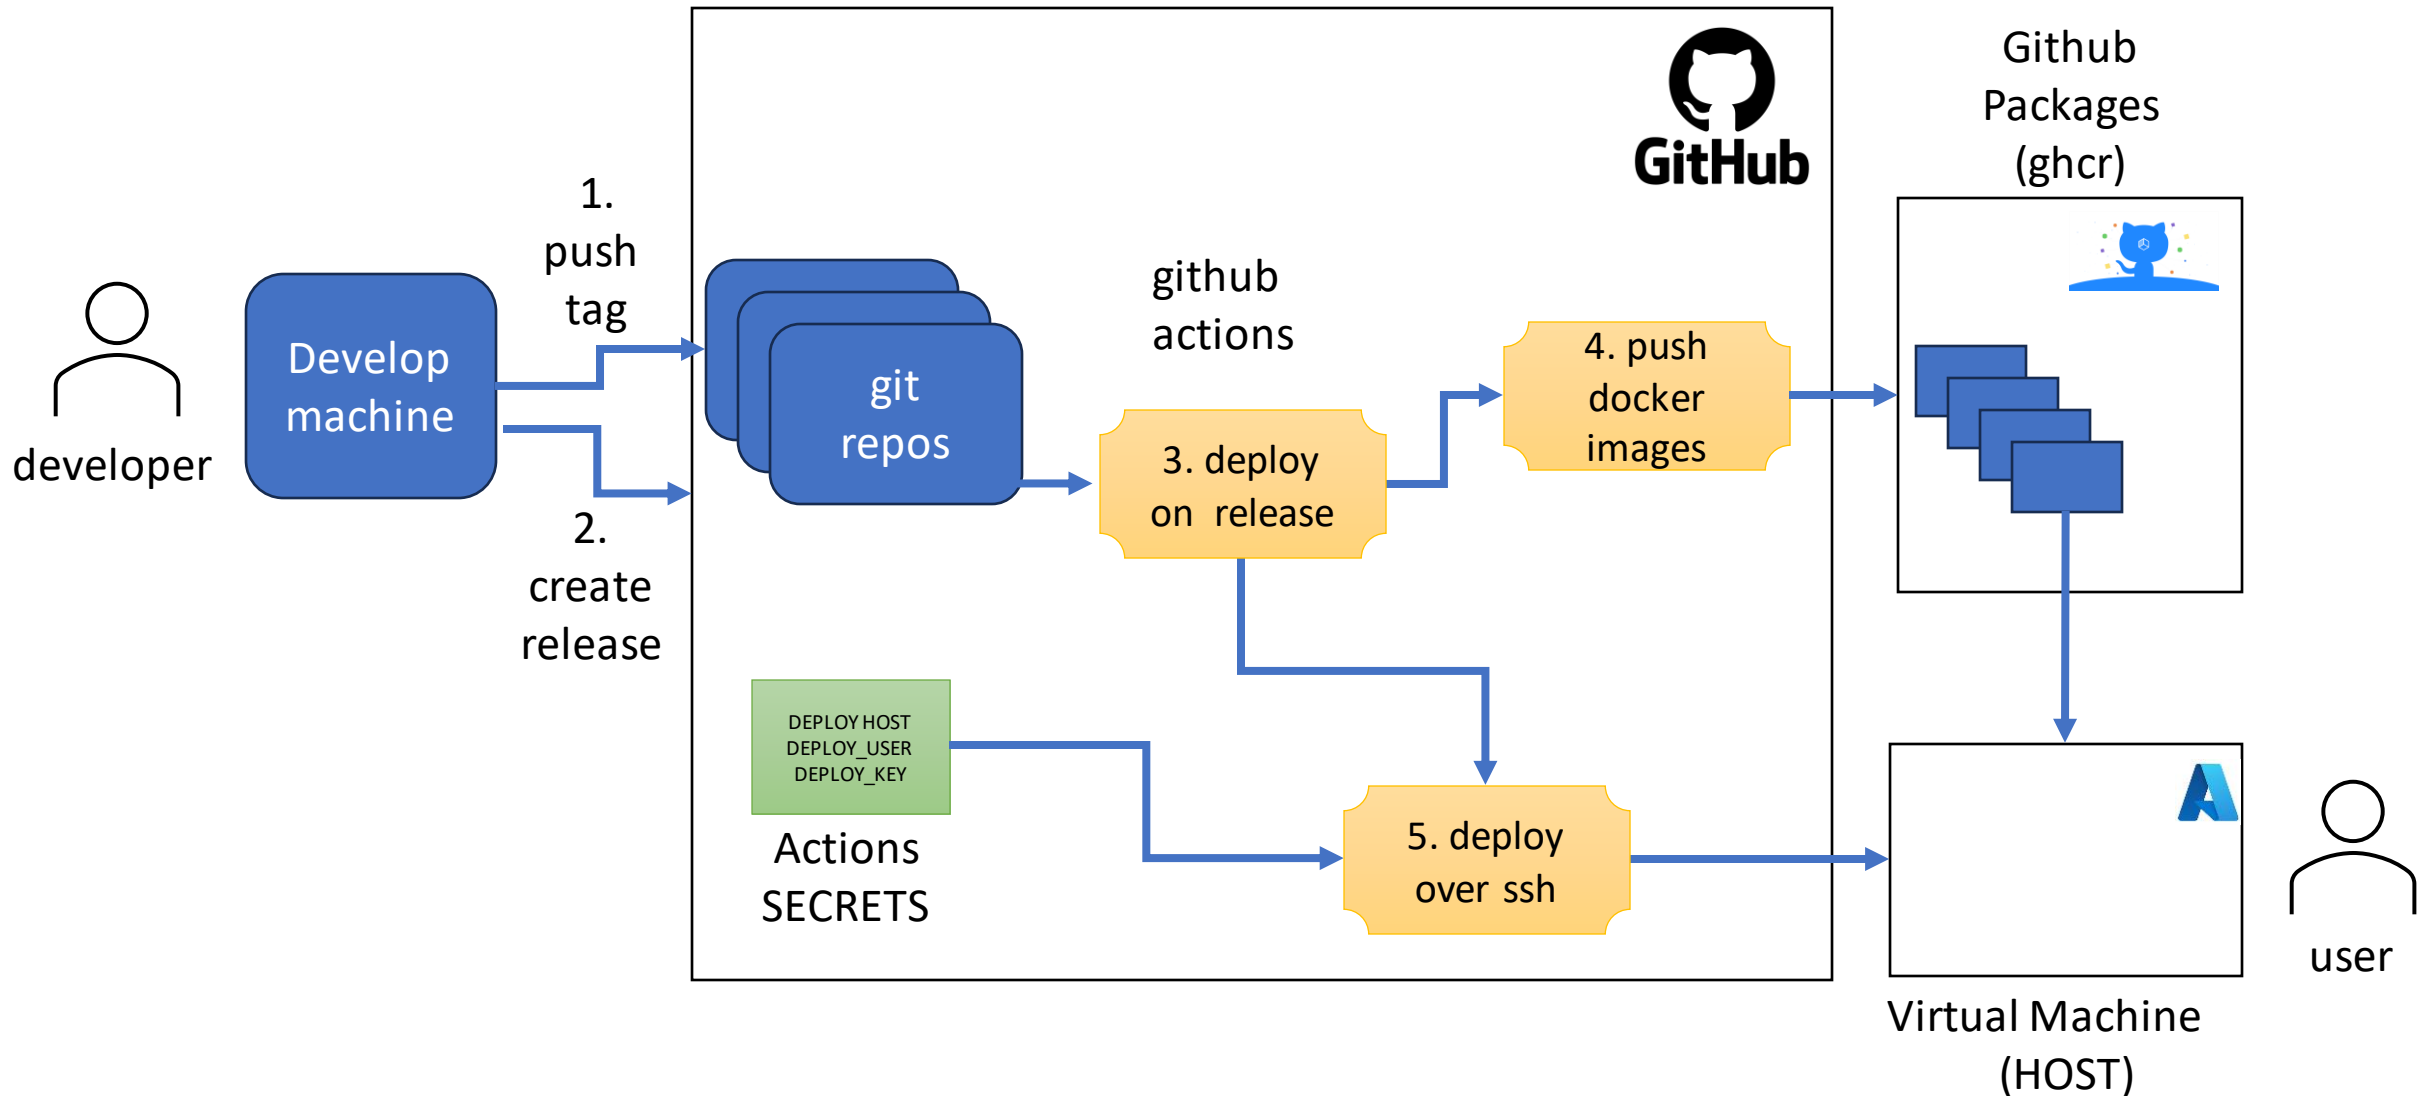 developer
Develop
machine
1.
push
tag
2.
create
release
git
repos
github
actions
3. deploy
on release
4. push
docker
images
DEPLOY HOST
DEPLOY_USER
DEPLOY_KEY
Actions
SECRETS
5. deploy
over ssh
GitHub
Github
Packages
(ghcr)
Virtual Machine
(HOST)
user